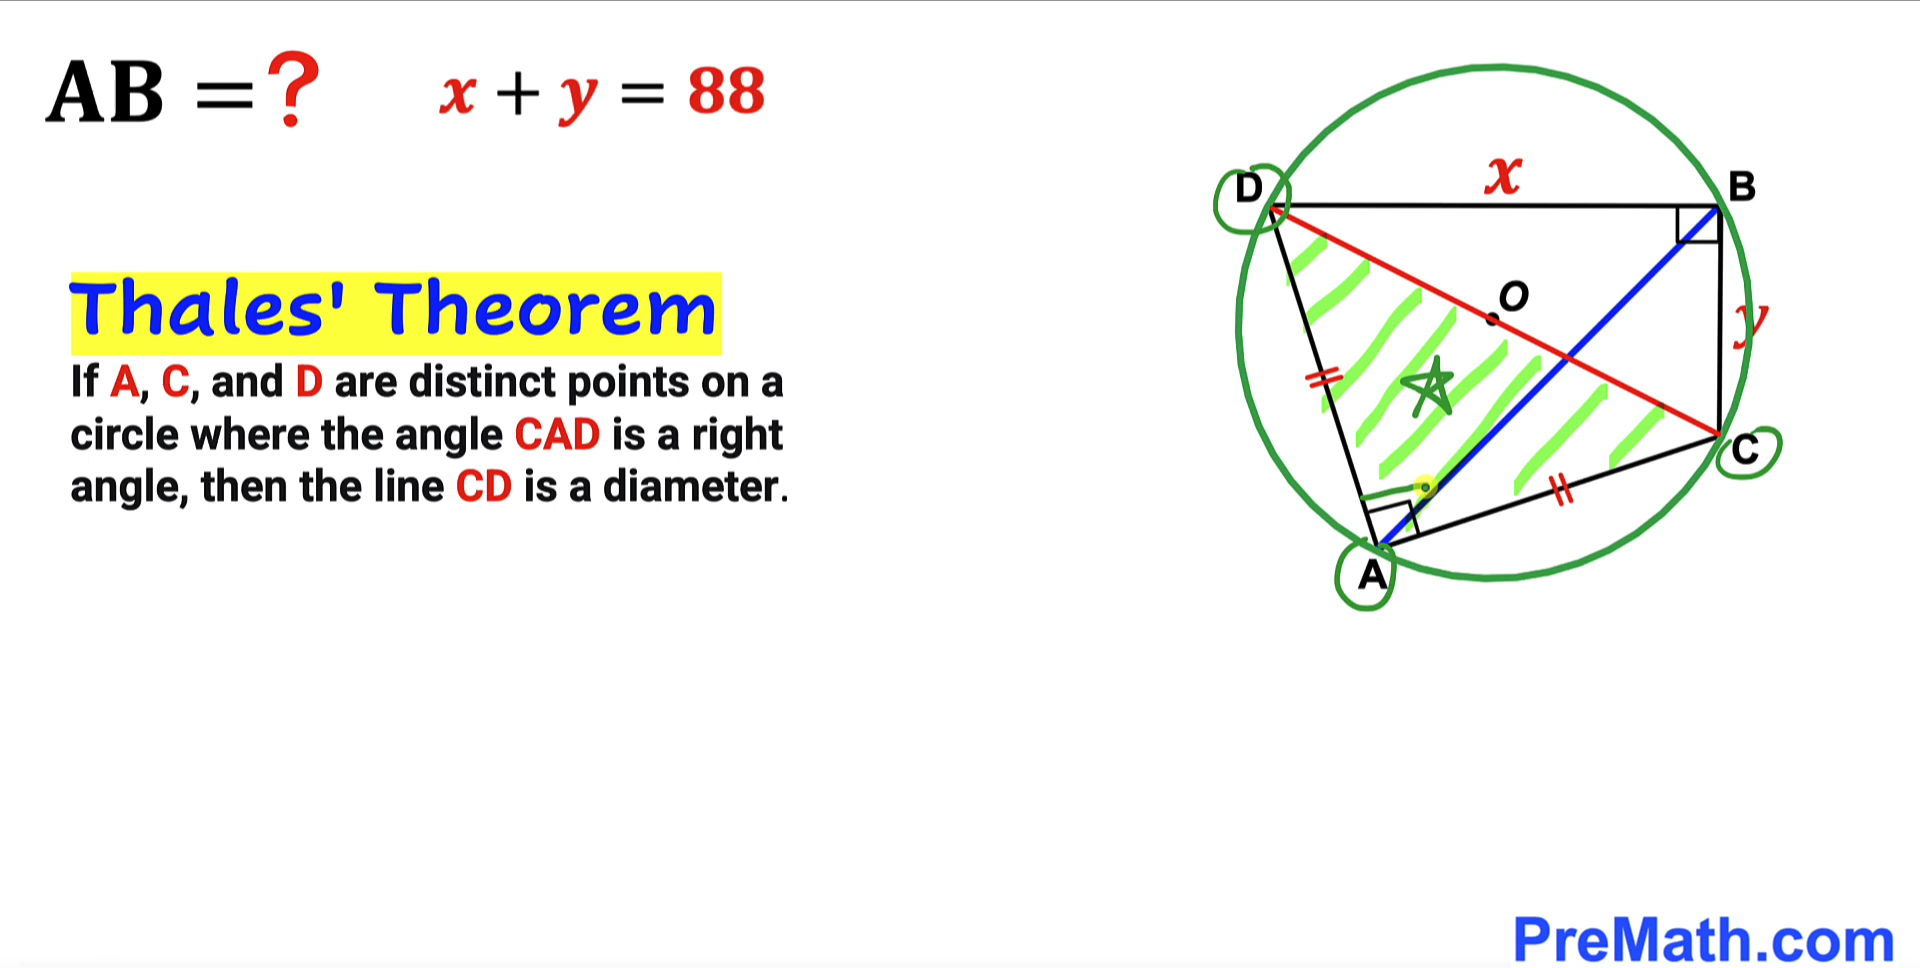 AB = ? x + y = 88
Thales' Theorem
If A, C, and D are distinct points on a
circle where the angle CAD is a right
angle, then the line CD is a diameter.
x
D
B
O
y
C
A
PreMath.com